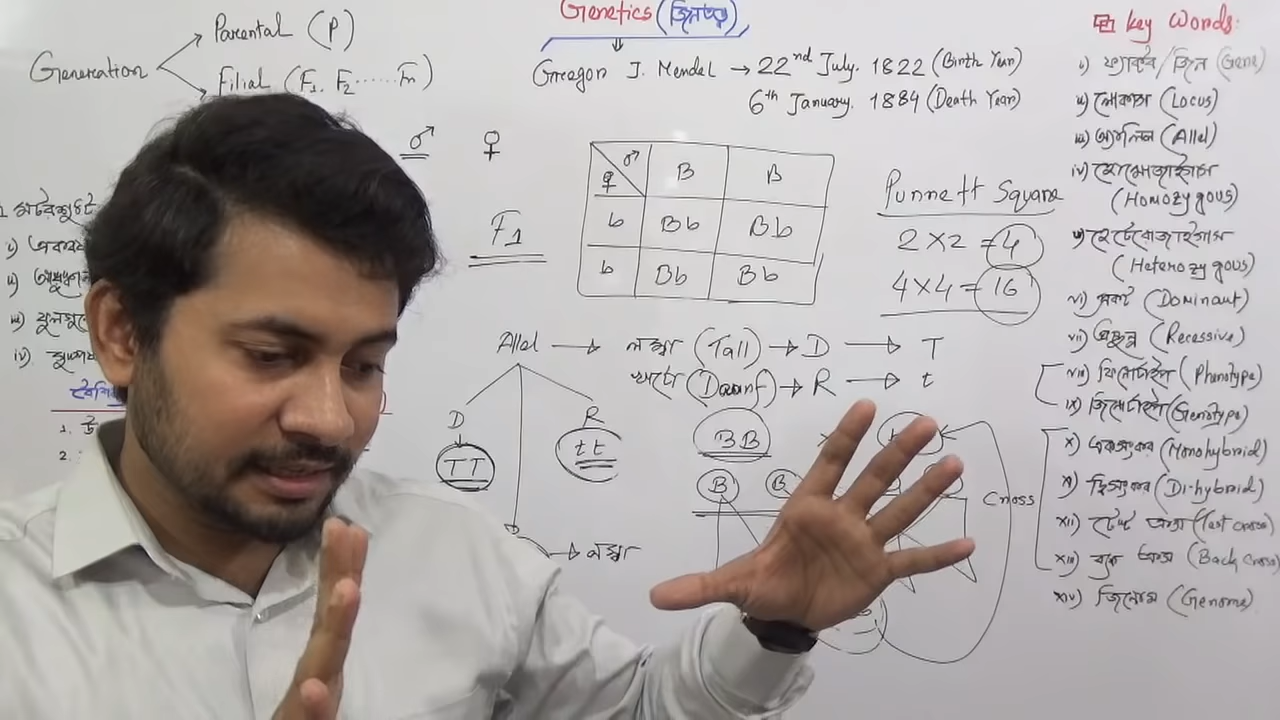 Genetics (জিনতত্ত্ব)
Generation
Parental (P)
Filial (F1, F2 ...... Fn)
Gregor J. Mendel → 22nd July. 1822 (Birth Year)
6th January. 1884 (Death Year)
♂ ♀
F1
♀ ♂ B B
b Bb Bb
b Bb Bb
Punnett Square
2×2 = 4
4×4 = 16
i)
ii)
iii)
iv)
1.
2.
Allel → লম্বা (Tall) → D → T
খাটো → R → t
D R
TT tt
→ লম্বা
BB
B B
Cross
Key Words:
i) ফ্যাক্টর/জিন (Gene)
ii) লোকাস (Locus)
iii) অ্যালিল (Allel)
iv) হোমোজাইগাস
(Homozygous)
v) হেটেরোজাইগাস
(Heterozygous)
vi) প্রকট (Dominant)
vii) প্রচ্ছন্ন (Recessive)
viii) ফিনোটাইপ (Phenotype)
ix) জিনোটাইপ (Genotype)
x) একসংকর (Monohybrid)
xi) দ্বিসংকর (Di-hybrid)
xii) টেস্ট ক্রস (Test cross)
xiii) ব্যাক ক্রস (Back cross)
xiv) জিনোম (Genome)